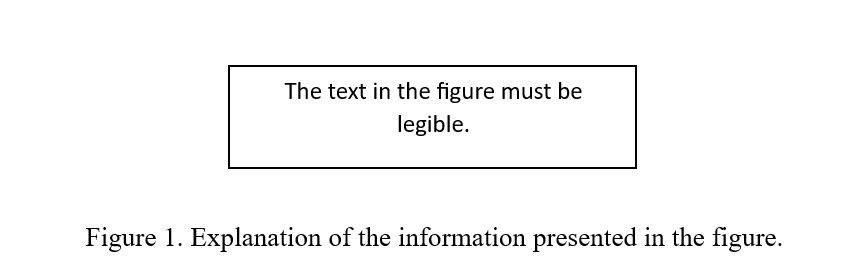 The text in the figure must be
legible.
Figure 1. Explanation of the information presented in the figure.